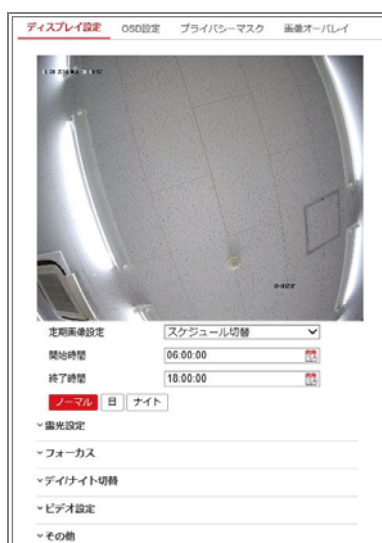 ディスプレイ設定 OSD設定 プライバシーマスク 画像オーバレイ
定期画像設定 スケジュール切替
開始時間 06:00:00
終了時間 18:00:00
ノーマル 日 ナイト
露光設定
フォーカス
デイ/ナイト切替
ビデオ設定
その他